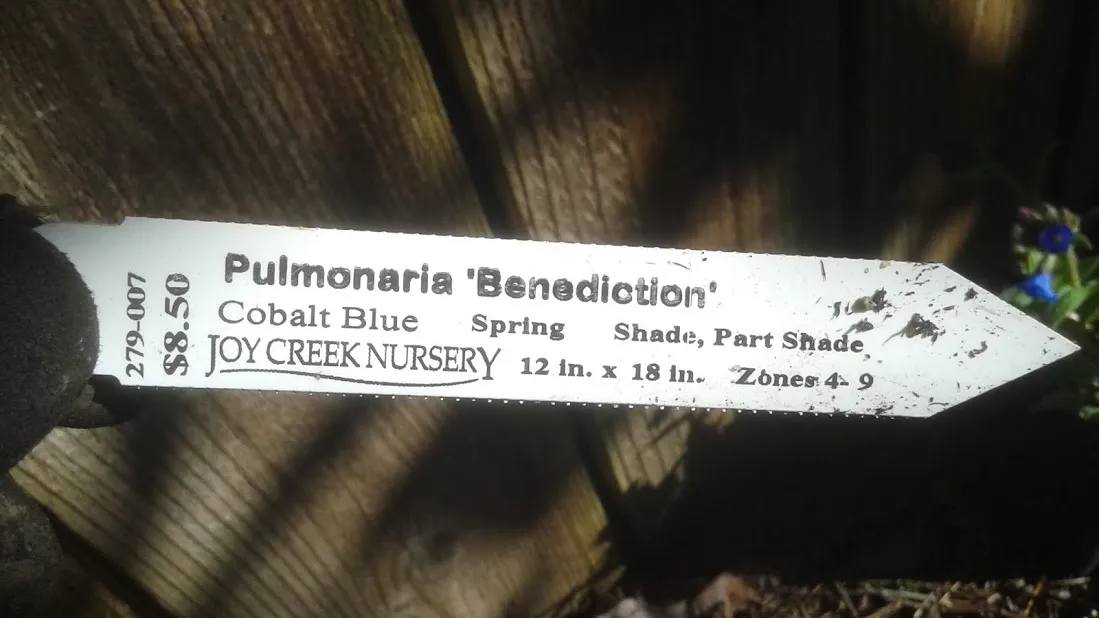 279-007
$8.50
Pulmonaria 'Benediction'
Cobalt Blue Spring Shade, Part Shade
JOY CREEK NURSERY 12 in. x 18 in. Zones 4- 9